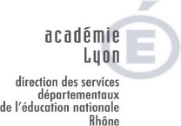 académie
Lyon
É
direction des services
départementaux
de l'éducation nationale
Rhône